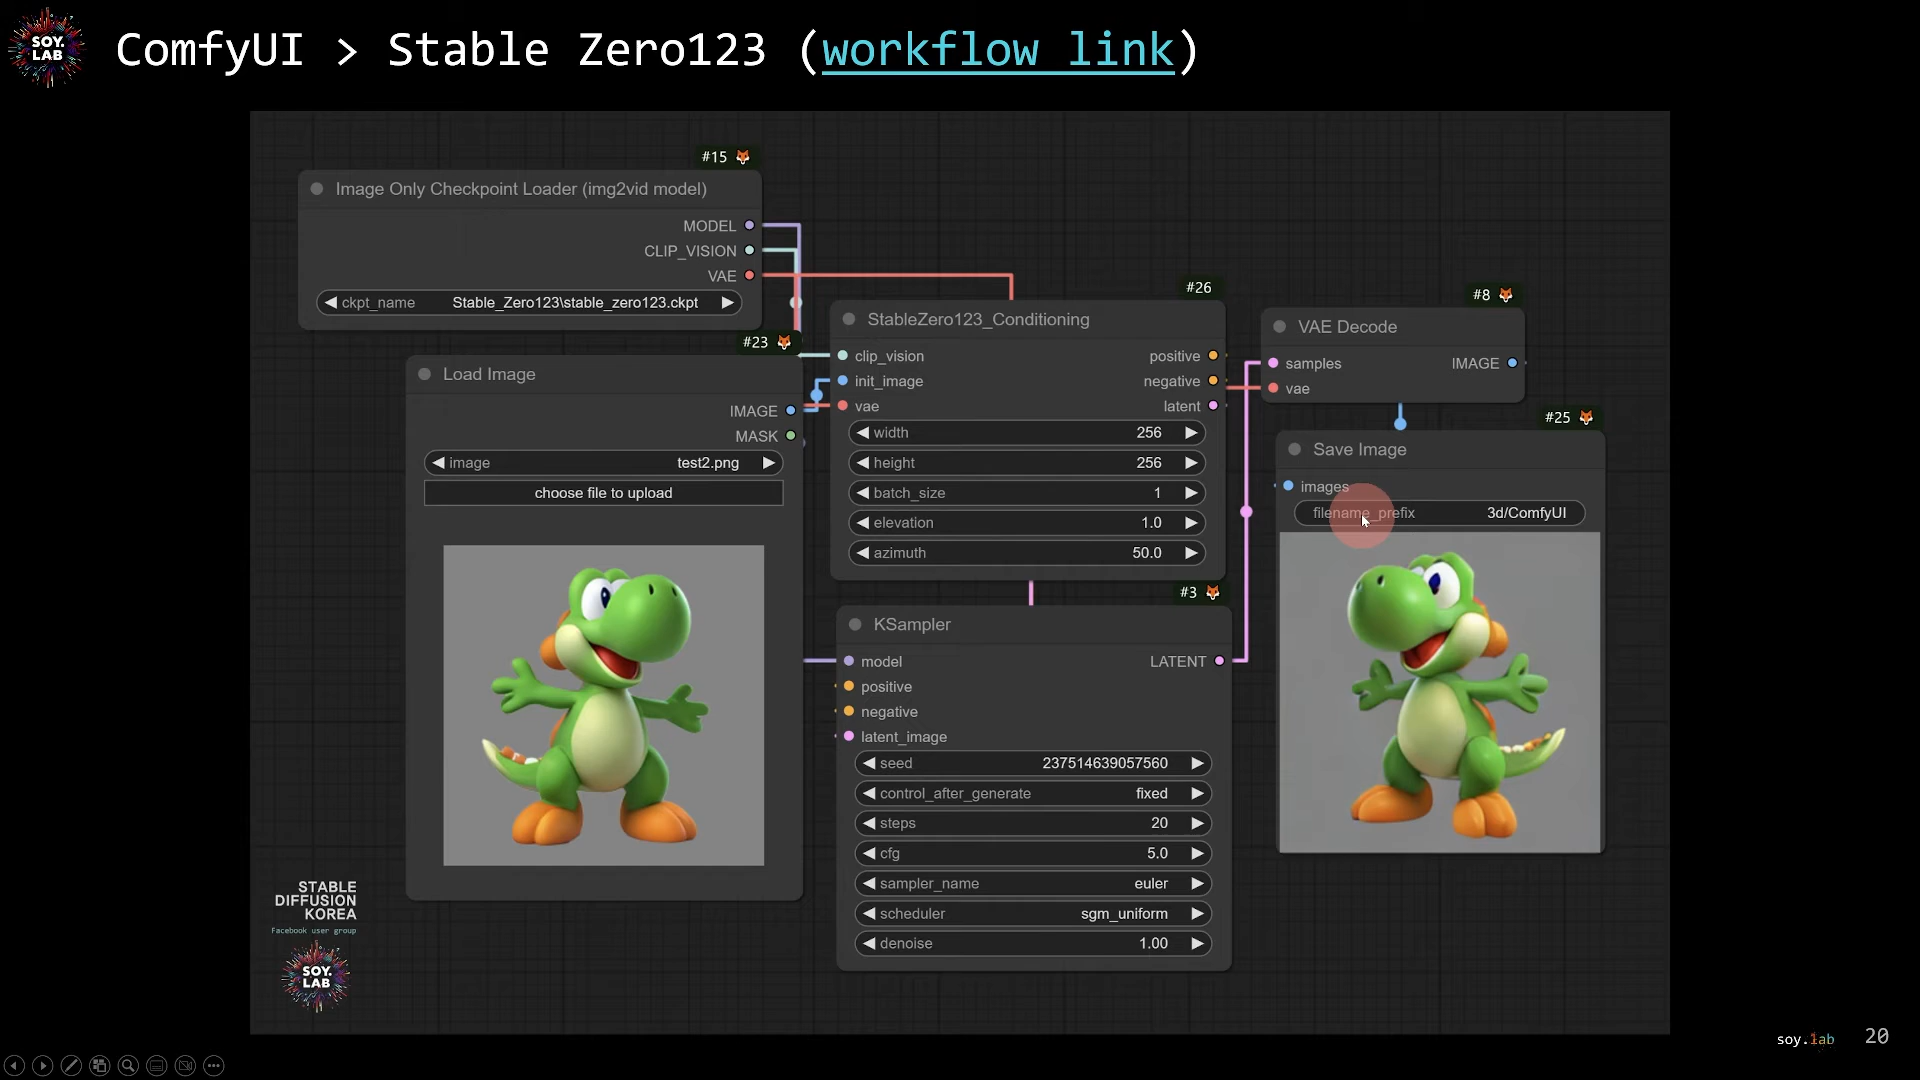 SOY.
LAB
ComfyUI > Stable Zero123 (workflow link)
#15
Image Only Checkpoint Loader (img2vid model)
MODEL
CLIP_VISION
VAE
ckpt_name Stable_Zero123\stable_zero123.ckpt
#23
Load Image
IMAGE
MASK
image test2.png
choose file to upload
#26
StableZero123_Conditioning
clip_vision positive
init_image negative
vae latent
width 256
height 256
batch_size 1
elevation 1.0
azimuth 50.0
#3
KSampler
model LATENT
positive
negative
latent_image
seed 237514639057560
control_after_generate fixed
steps 20
cfg 5.0
sampler_name euler
scheduler sgm_uniform
denoise 1.00
#8
VAE Decode
samples IMAGE
vae
#25
Save Image
images
filename_prefix 3d/ComfyUI
STABLE
DIFFUSION
KOREA
Facebook user group
SOY.
LAB
soy.lab 20